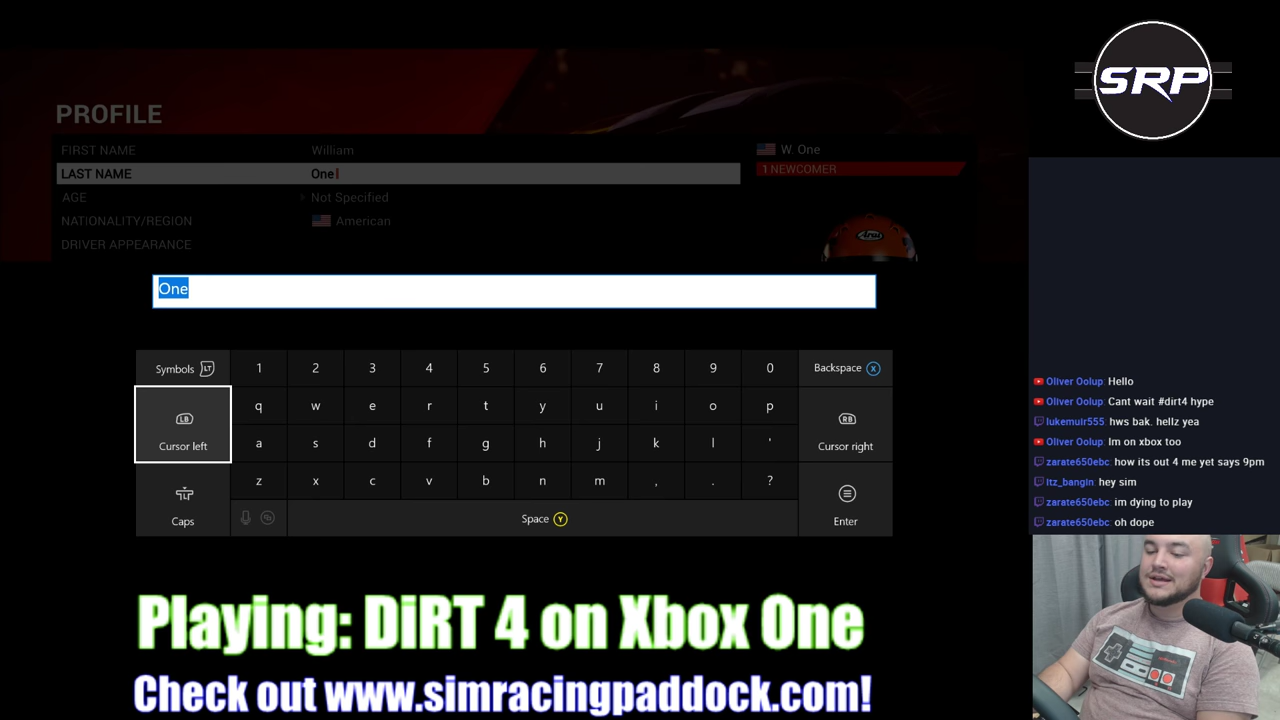 SRP
PROFILE
FIRST NAME William
LAST NAME One
AGE Not Specified
NATIONALITY/REGION American
DRIVER APPEARANCE
W. One
1 NEWCOMER
Arai
One
Symbols LT 1 2 3 4 5 6 7 8 9 0 Backspace X
LB Cursor left q w e r t y u i o p RB Cursor right
a s d f g h j k l '
Caps z x c v b n m , . ? Enter
Space Y
Oliver Oolup: Hello
Oliver Oolup: Cant wait #dirt4 hype
lukemuir555: hws bak. hellz yea
Oliver Oolup: Im on xbox too
zarate650ebc: how its out 4 me yet says 9pm
itz_bangin: hey sim
zarate650ebc: im dying to play
zarate650ebc: oh dope
Playing: DiRT 4 on Xbox One
Check out www.simracingpaddock.com!